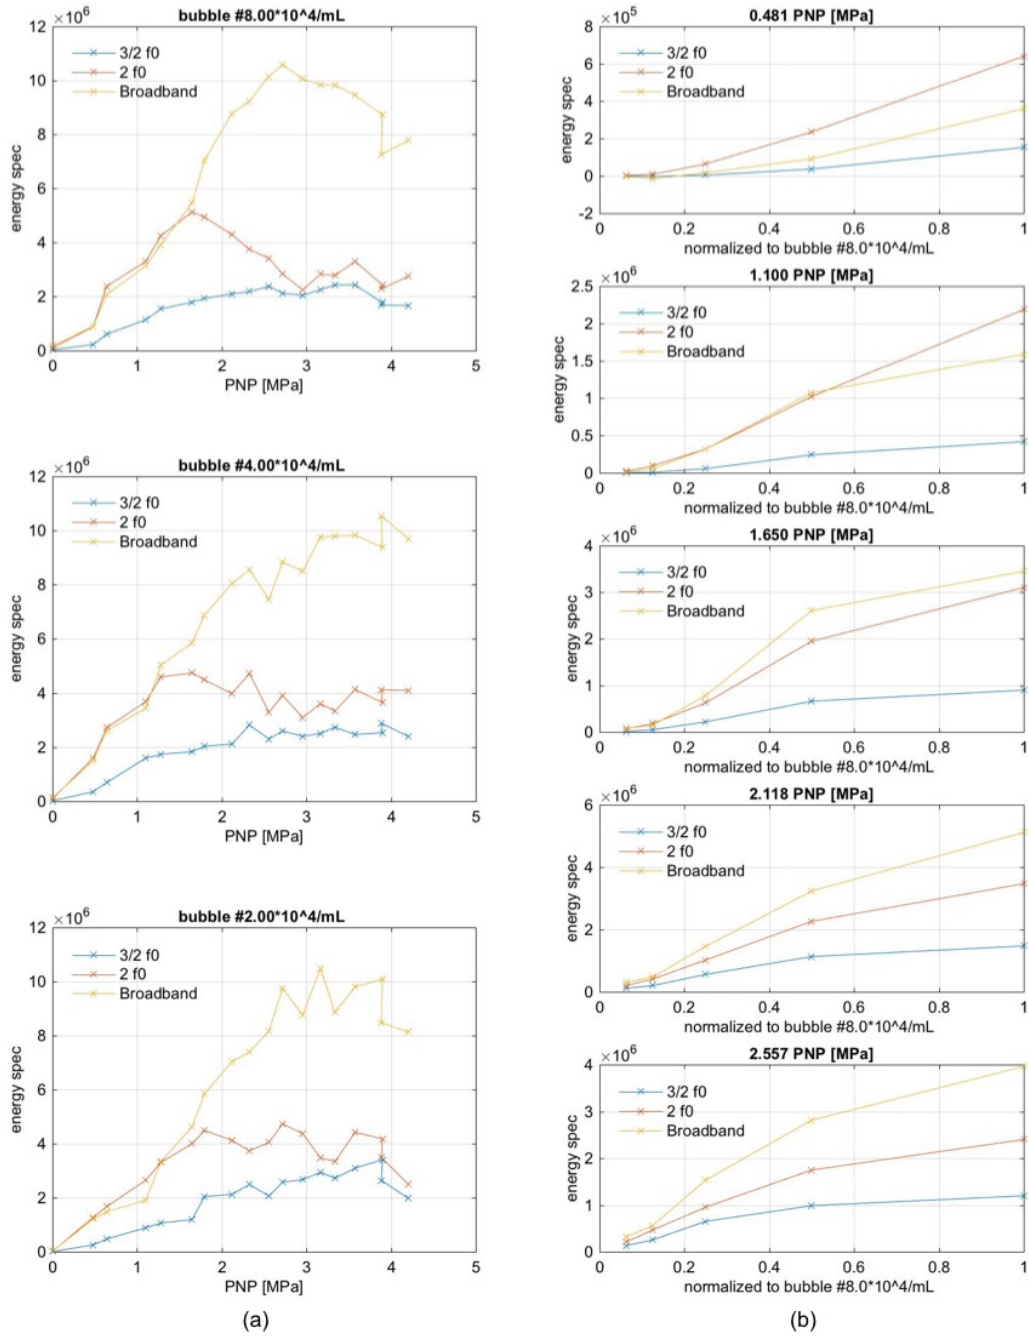 bubble #8.00*10^4/mL
×10^6
12
10
8
6
4
2
0
energy spec
3/2 f0
2 f0
Broadband
0 1 2 3 4 5
PNP [MPa]
bubble #4.00*10^4/mL
×10^6
12
10
8
6
4
2
0
energy spec
3/2 f0
2 f0
Broadband
0 1 2 3 4 5
PNP [MPa]
bubble #2.00*10^4/mL
×10^6
12
10
8
6
4
2
0
energy spec
3/2 f0
2 f0
Broadband
0 1 2 3 4 5
PNP [MPa]
(a)
0.481 PNP [MPa]
×10^5
8
6
4
2
0
-2
energy spec
3/2 f0
2 f0
Broadband
0 0.2 0.4 0.6 0.8 1
normalized to bubble #8.0*10^4/mL
1.100 PNP [MPa]
×10^6
2.5
2
1.5
1
0.5
0
energy spec
3/2 f0
2 f0
Broadband
0 0.2 0.4 0.6 0.8 1
normalized to bubble #8.0*10^4/mL
1.650 PNP [MPa]
×10^6
4
3
2
1
0
energy spec
3/2 f0
2 f0
Broadband
0 0.2 0.4 0.6 0.8 1
normalized to bubble #8.0*10^4/mL
2.118 PNP [MPa]
×10^6
6
4
2
0
energy spec
3/2 f0
2 f0
Broadband
0 0.2 0.4 0.6 0.8 1
normalized to bubble #8.0*10^4/mL
2.557 PNP [MPa]
×10^6
4
3
2
1
0
energy spec
3/2 f0
2 f0
Broadband
0 0.2 0.4 0.6 0.8 1
normalized to bubble #8.0*10^4/mL
(b)